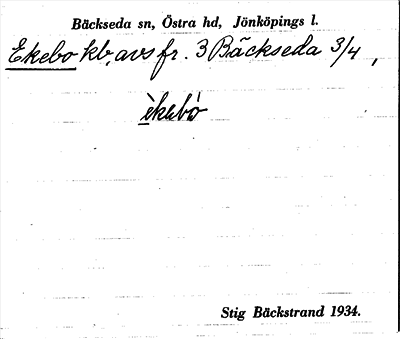 Bäckseda sn, Östra hd, Jönköpings l.
Ekebo kb, avs fr. 3 Bäckseda 3/4,
èkebó
Stig Bäckstrand 1934.